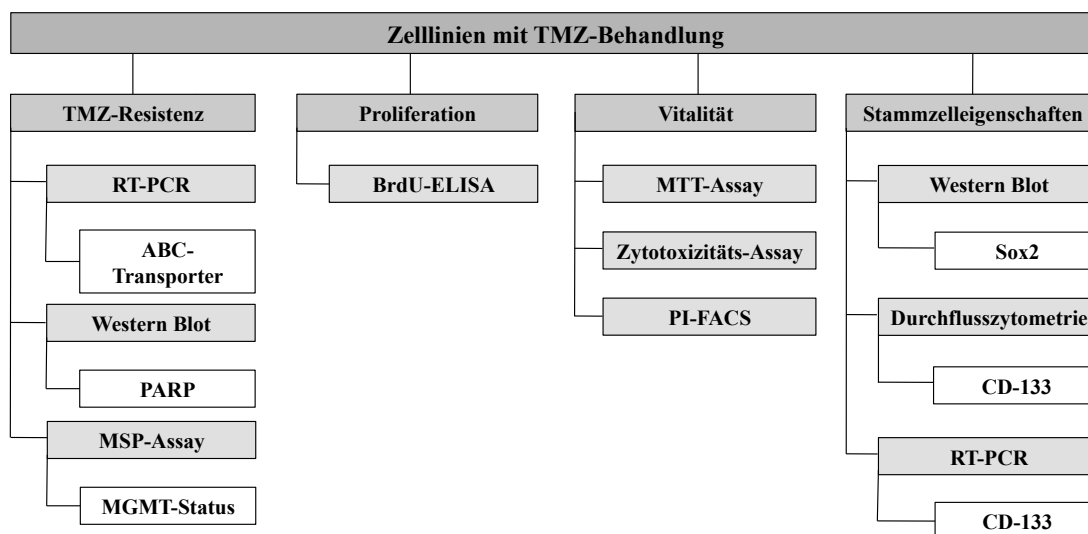 Zelllinien mit TMZ-Behandlung
TMZ-Resistenz
RT-PCR
ABC-
Transporter
Western Blot
PARP
MSP-Assay
MGMT-Status
Proliferation
BrdU-ELISA
Vitalität
MTT-Assay
Zytotoxizitäts-Assay
PI-FACS
Stammzelleigenschaften
Western Blot
Sox2
Durchflusszytometrie
CD-133
RT-PCR
CD-133